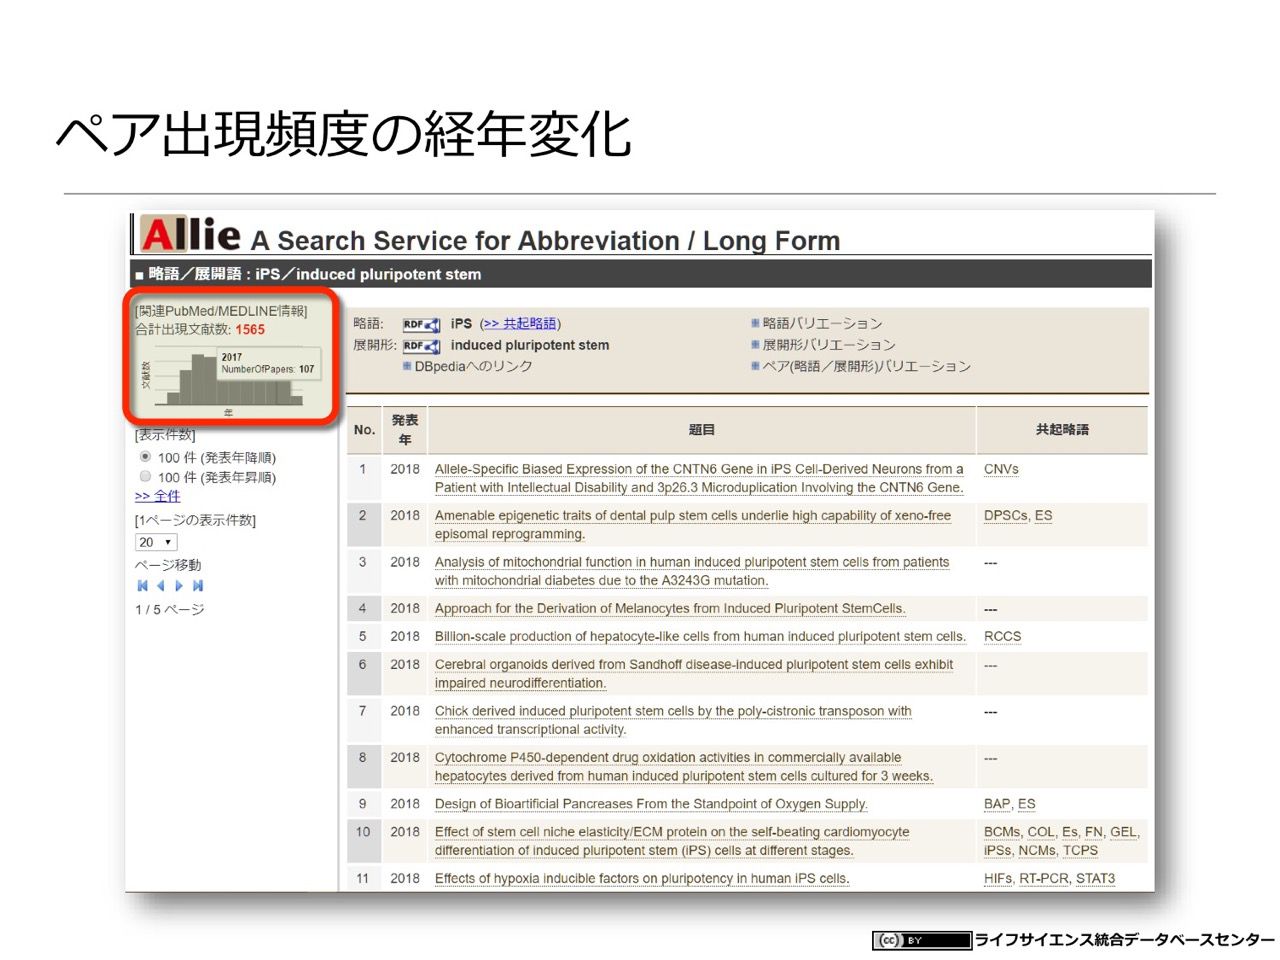 ペア出現頻度の経年変化
Allie A Search Service for Abbreviation / Long Form
■ 略語／展開語 : iPS／induced pluripotent stem
[関連PubMed/MEDLINE情報]
合計出現文献数: 1565
2017
NumberOfPapers: 107
文献数
年
[表示件数]
100 件 (発表年降順)
100 件 (発表年昇順)
>> 全件
[1ページの表示件数]
20
ページ移動
1 / 5 ページ
略語: RDF iPS (>> 共起略語)
展開形: RDF induced pluripotent stem
DBpediaへのリンク
略語バリエーション
展開形バリエーション
ペア(略語／展開形)バリエーション
No. 発表年 題目 共起略語
1 2018 Allele-Specific Biased Expression of the CNTN6 Gene in iPS Cell-Derived Neurons from a CNVs
Patient with Intellectual Disability and 3p26.3 Microduplication Involving the CNTN6 Gene.
2 2018 Amenable epigenetic traits of dental pulp stem cells underlie high capability of xeno-free DPSCs, ES
episomal reprogramming.
3 2018 Analysis of mitochondrial function in human induced pluripotent stem cells from patients ---
with mitochondrial diabetes due to the A3243G mutation.
4 2018 Approach for the Derivation of Melanocytes from Induced Pluripotent StemCells. ---
5 2018 Billion-scale production of hepatocyte-like cells from human induced pluripotent stem cells. RCCS
6 2018 Cerebral organoids derived from Sandhoff disease-induced pluripotent stem cells exhibit ---
impaired neurodifferentiation.
7 2018 Chick derived induced pluripotent stem cells by the poly-cistronic transposon with ---
enhanced transcriptional activity.
8 2018 Cytochrome P450-dependent drug oxidation activities in commercially available ---
hepatocytes derived from human induced pluripotent stem cells cultured for 3 weeks.
9 2018 Design of Bioartificial Pancreases From the Standpoint of Oxygen Supply. BAP, ES
10 2018 Effect of stem cell niche elasticity/ECM protein on the self-beating cardiomyocyte BCMs, COL, Es, FN, GEL,
differentiation of induced pluripotent stem (iPS) cells at different stages. iPSs, NCMs, TCPS
11 2018 Effects of hypoxia inducible factors on pluripotency in human iPS cells. HIFs, RT-PCR, STAT3
(cc) BY ライフサイエンス統合データベースセンター